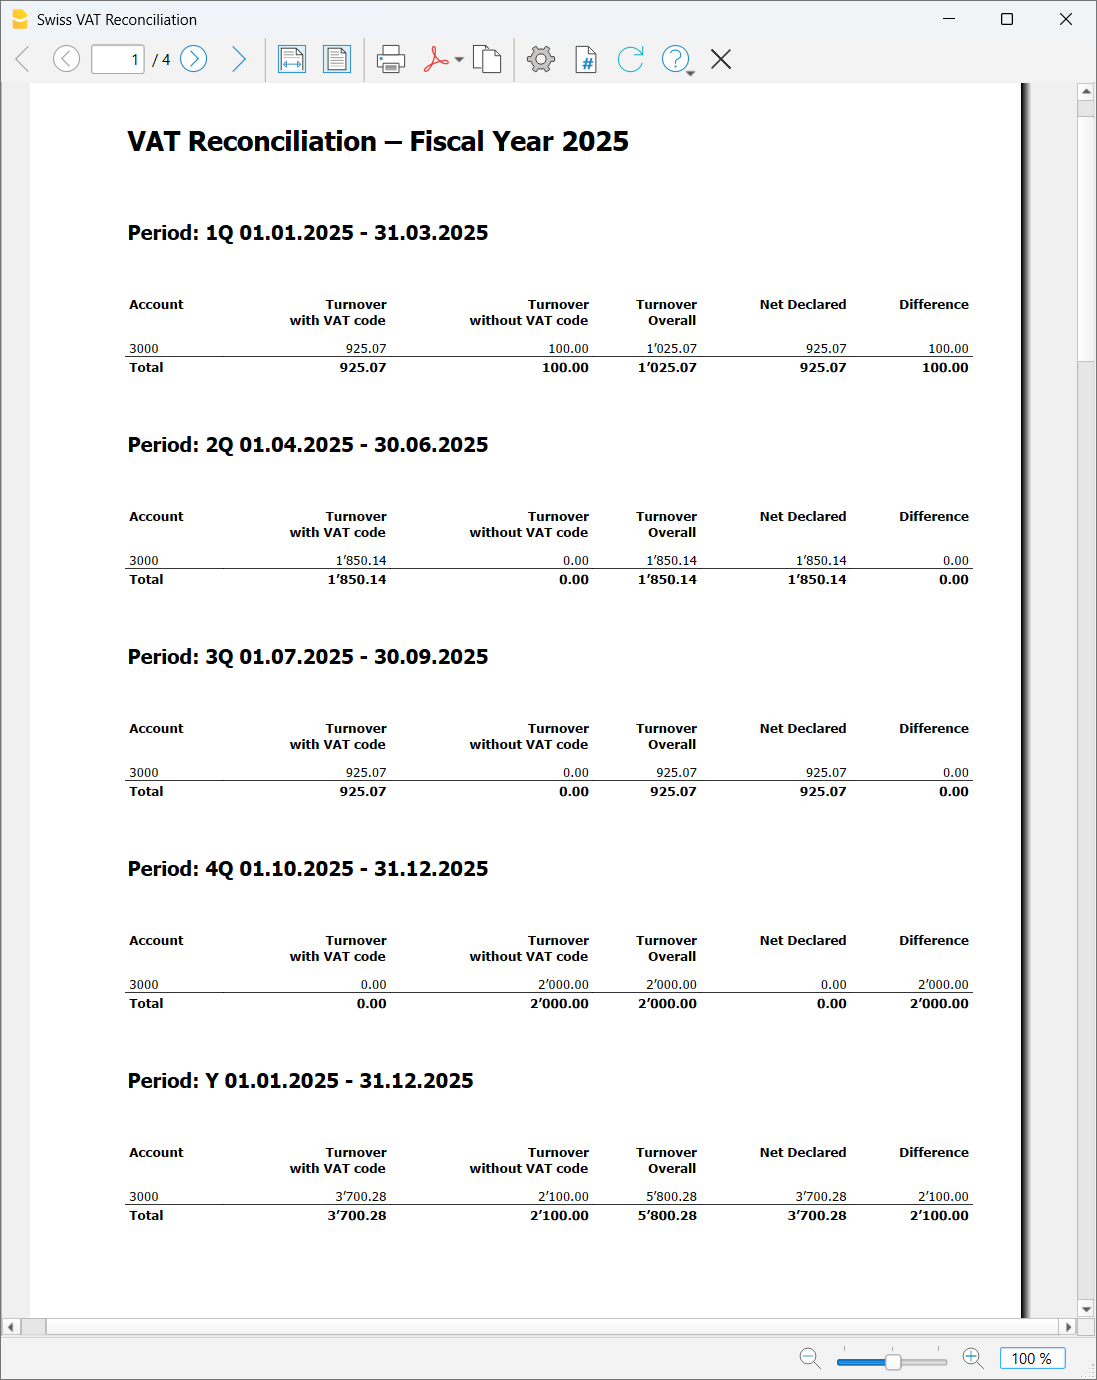 Swiss VAT Reconciliation
1 / 4
VAT Reconciliation – Fiscal Year 2025
Period: 1Q 01.01.2025 - 31.03.2025
Account Turnover Turnover Turnover Net Declared Difference
with VAT code without VAT code Overall
3000 925.07 100.00 1’025.07 925.07 100.00
Total 925.07 100.00 1’025.07 925.07 100.00
Period: 2Q 01.04.2025 - 30.06.2025
Account Turnover Turnover Turnover Net Declared Difference
with VAT code without VAT code Overall
3000 1’850.14 0.00 1’850.14 1’850.14 0.00
Total 1’850.14 0.00 1’850.14 1’850.14 0.00
Period: 3Q 01.07.2025 - 30.09.2025
Account Turnover Turnover Turnover Net Declared Difference
with VAT code without VAT code Overall
3000 925.07 0.00 925.07 925.07 0.00
Total 925.07 0.00 925.07 925.07 0.00
Period: 4Q 01.10.2025 - 31.12.2025
Account Turnover Turnover Turnover Net Declared Difference
with VAT code without VAT code Overall
3000 0.00 2’000.00 2’000.00 0.00 2’000.00
Total 0.00 2’000.00 2’000.00 0.00 2’000.00
Period: Y 01.01.2025 - 31.12.2025
Account Turnover Turnover Turnover Net Declared Difference
with VAT code without VAT code Overall
3000 3’700.28 2’100.00 5’800.28 3’700.28 2’100.00
Total 3’700.28 2’100.00 5’800.28 3’700.28 2’100.00
100 %